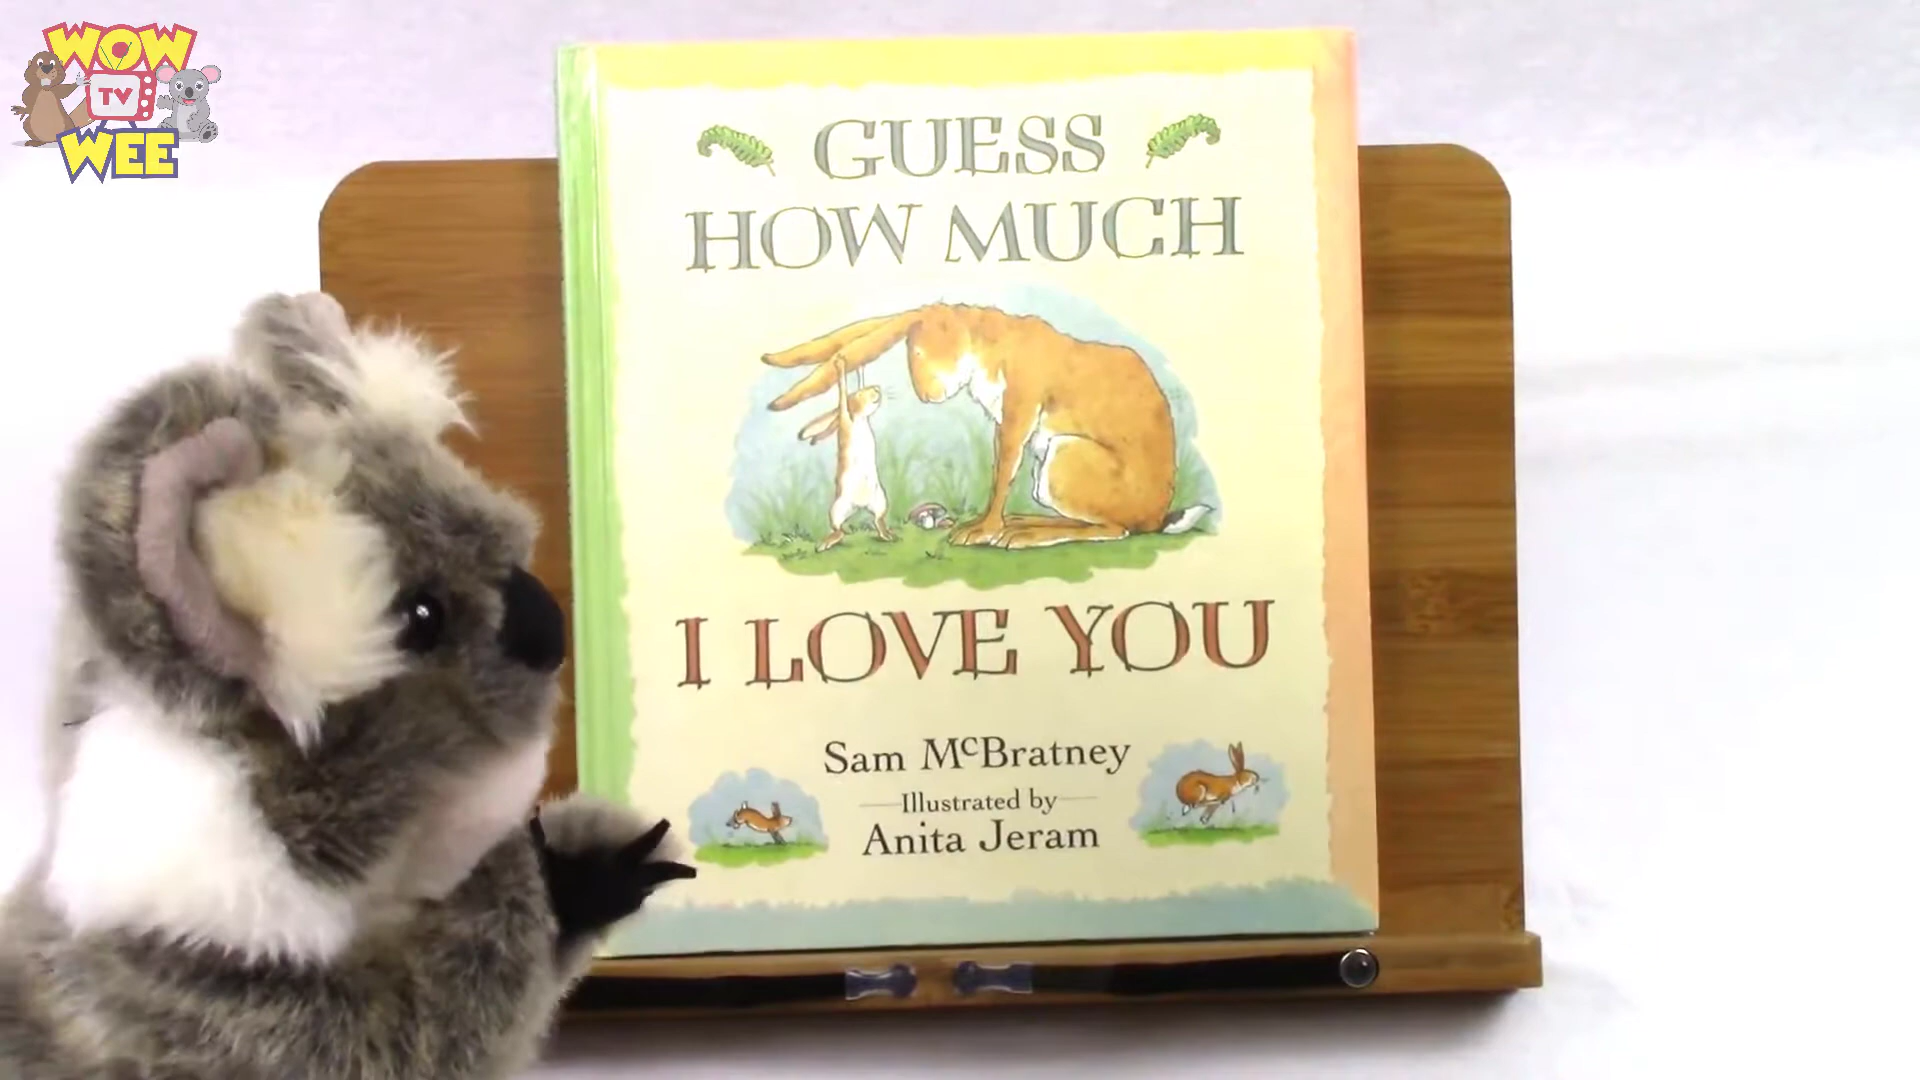 WOW
TV
WEE
GUESS
HOW MUCH
I LOVE YOU
Sam McBratney
Illustrated by
Anita Jeram